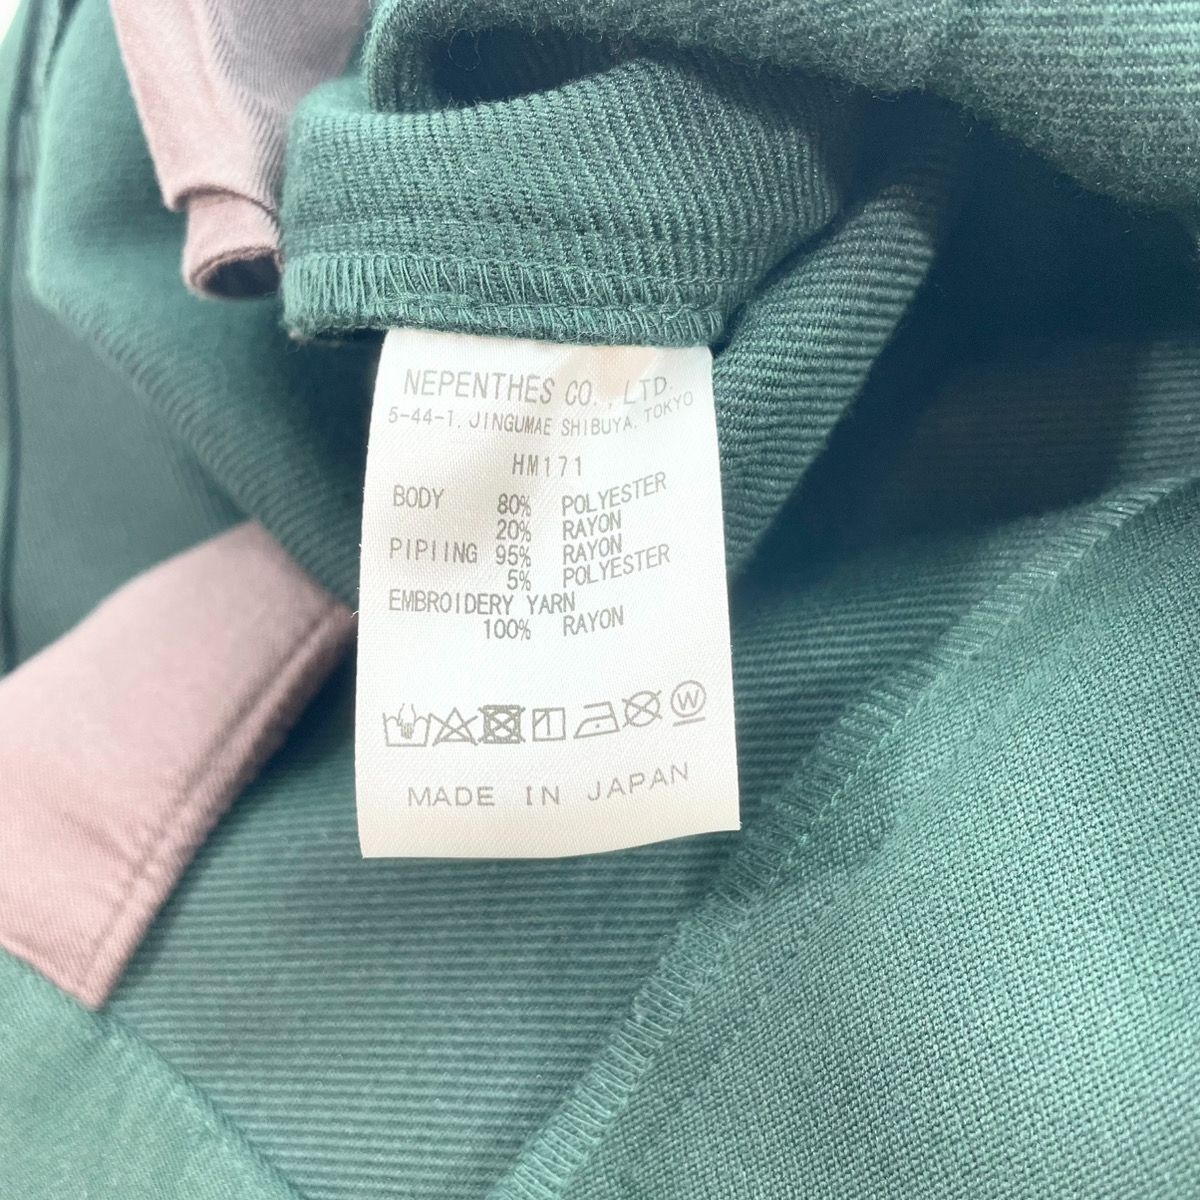 NEPENTHES CO., LTD.
5-44-1, JINGUMAE SHIBUYA, TOKYO
HM171
BODY 80% POLYESTER
20% RAYON
PIPIING 95% RAYON
5% POLYESTER
EMBROIDERY YARN
100% RAYON
W
MADE IN JAPAN